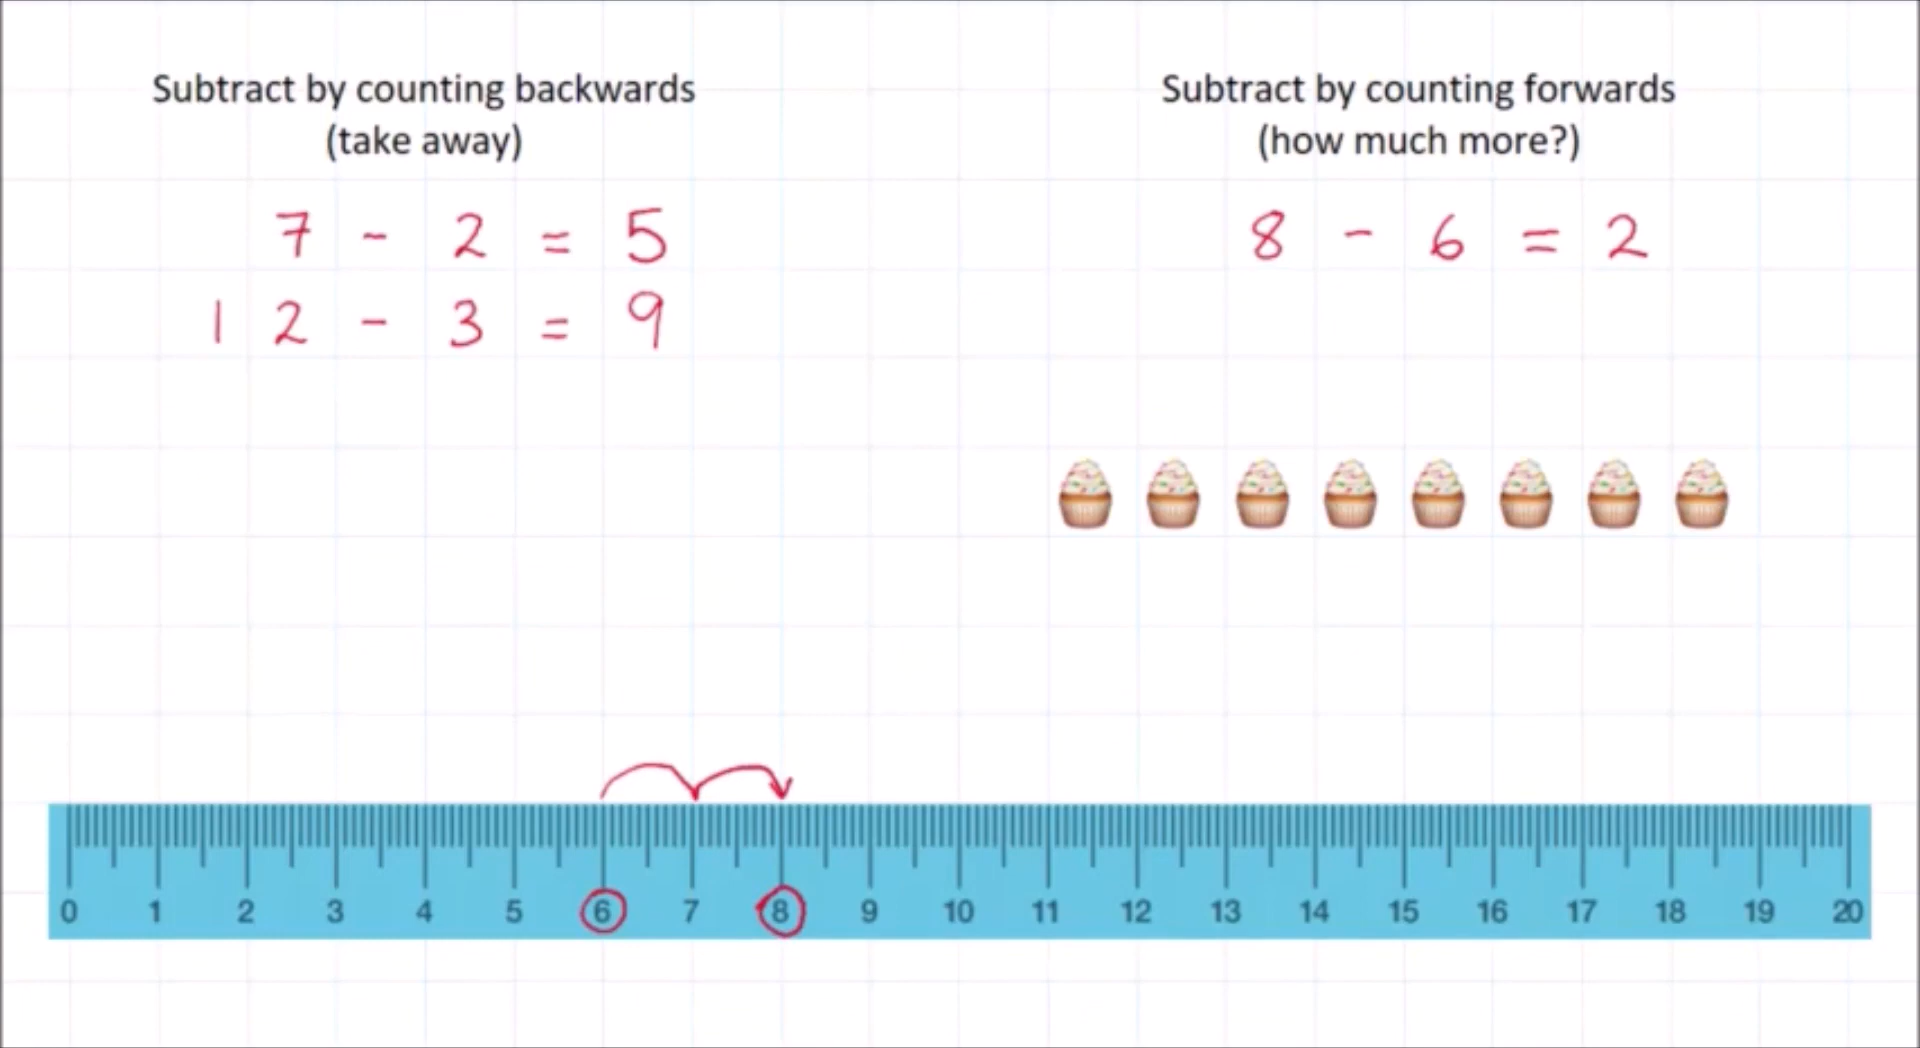 Subtract by counting backwards
(take away)
7 - 2 = 5
12 - 3 = 9
Subtract by counting forwards
(how much more?)
8 - 6 = 2
0 1 2 3 4 5 6 7 8 9 10 11 12 13 14 15 16 17 18 19 20